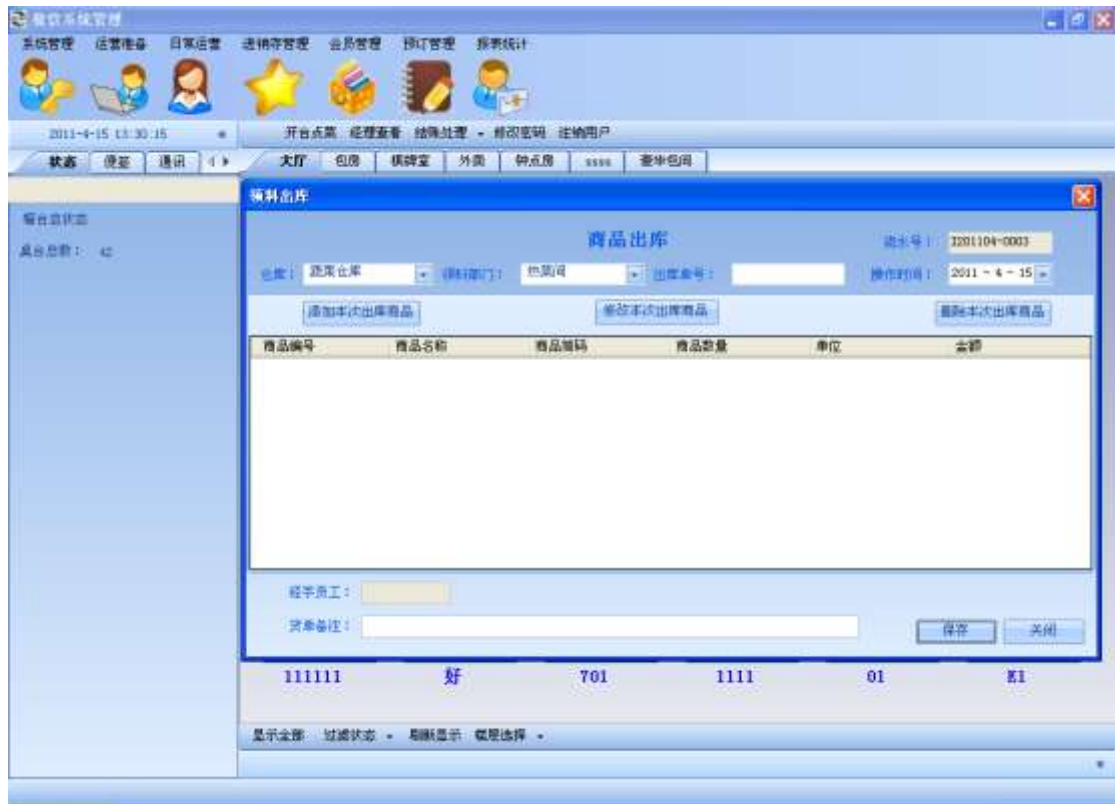 餐饮系统管理
系统管理 运营准备 日常运营 进销存管理 会员管理 预订管理 报表统计
2011-4-15 13:30:15
开台点菜 经理查看 结账处理 修改密码 注销用户
状态 便签 通讯 大厅 包房 棋牌室 外卖 钟点房 ssss 豪华包间
领料出库
餐台总状态
商品出库
流水号: I201104-0003
桌台总数: 42
仓库: 蔬菜仓库 领料部门: 热菜间 出库单号: 操作时间: 2011 - 4 - 15
添加本次出库商品 修改本次出库商品 删除本次出库商品
商品编号 商品名称 商品简码 商品数量 单位 金额
经手员工:
货单备注:
保存 关闭
111111 好 701 1111 01 K1
显示全部 过滤状态 刷新显示 楼层选择